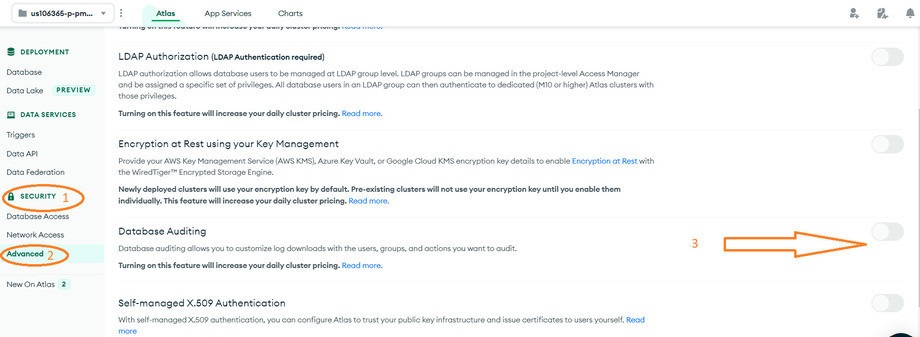 us106365-p-pm...
Atlas
App Services
Charts
Turning on this feature will increase your daily cluster pricing. Read more.
DEPLOYMENT
Database
Data Lake PREVIEW
DATA SERVICES
Triggers
Data API
Data Federation
SECURITY 1
Database Access
Network Access
Advanced 2
New On Atlas 2
LDAP Authorization (LDAP Authentication required)
LDAP authorization allows database users to be managed at LDAP group level. LDAP groups can be managed in the project-level Access Manager
and be assigned a specific set of privileges. All database users in an LDAP group can then authenticate to dedicated (M10 or higher) Atlas clusters with
those privileges.
Turning on this feature will increase your daily cluster pricing. Read more.
Encryption at Rest using your Key Management
Provide your AWS Key Management Service (AWS KMS), Azure Key Vault, or Google Cloud KMS encryption key details to enable Encryption at Rest with
the WiredTiger™ Encrypted Storage Engine.
Newly deployed clusters will use your encryption key by default. Pre-existing clusters will not use your encryption key until you enable them
individually. This feature will increase your daily cluster pricing. Read more.
Database Auditing
Database auditing allows you to customize log downloads with the users, groups, and actions you want to audit.
3
Turning on this feature will increase your daily cluster pricing. Read more.
Self-managed X.509 Authentication
With self-managed X.509 authentication, you can configure Atlas to trust your public key infrastructure and issue certificates to users yourself. Read
more